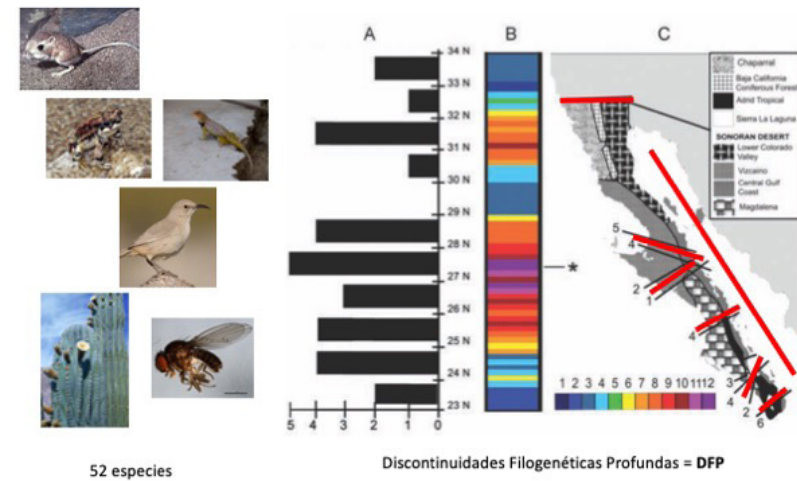 A
B
C
34 N
33 N
32 N
31 N
30 N
29 N
28 N
27 N
26 N
25 N
24 N
23 N
5 4 3 2 1 0
*
1 2 3 4 5 6 7 8 9 10 11 12
Chaparral
Baja California
Coniferous Forest
Adrid Tropical
Sierra La Laguna
SONORAN DESERT
Lower Colorado
Valley
Vizcaino
Central Gulf
Coast
Magdalena
5
4
2
1
4
3
4
2
6
52 especies
Discontinuidades Filogenéticas Profundas = DFP